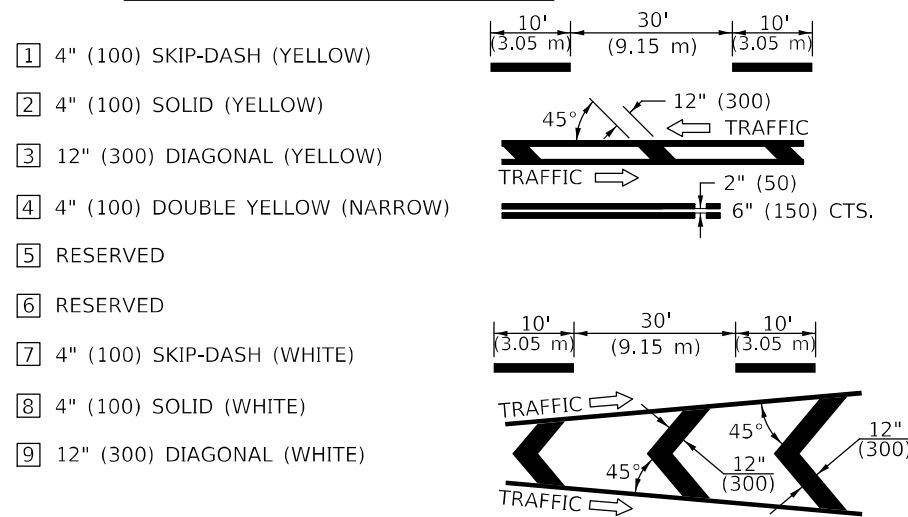 10' 30' 10'
(3.05 m) (9.15 m) (3.05 m)
1 4" (100) SKIP-DASH (YELLOW)
2 4" (100) SOLID (YELLOW)
45° 12" (300)
TRAFFIC
3 12" (300) DIAGONAL (YELLOW)
TRAFFIC
2" (50)
4 4" (100) DOUBLE YELLOW (NARROW)
6" (150) CTS.
5 RESERVED
6 RESERVED
10' 30' 10'
(3.05 m) (9.15 m) (3.05 m)
7 4" (100) SKIP-DASH (WHITE)
8 4" (100) SOLID (WHITE)
TRAFFIC
45°
12"
(300)
9 12" (300) DIAGONAL (WHITE)
45°
12"
(300)
TRAFFIC